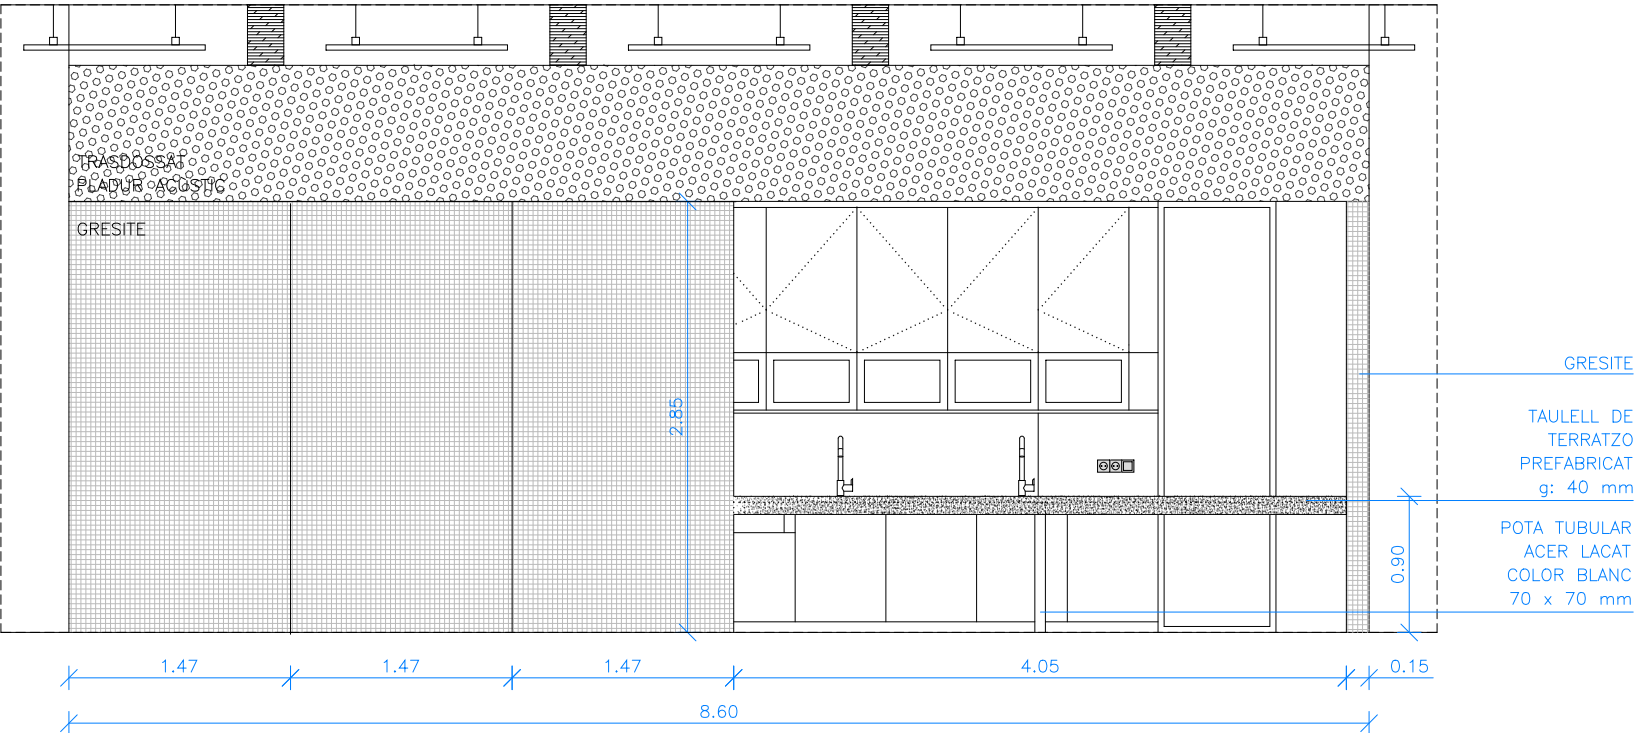 TRASDOSSAT
PLADUR ACÚSTIC
GRESITE
2.85
GRESITE
TAULELL DE
TERRATZO
PREFABRICAT
g: 40 mm
POTA TUBULAR
ACER LACAT
COLOR BLANC
70 x 70 mm
0.90
1.47
1.47
1.47
4.05
0.15
8.60